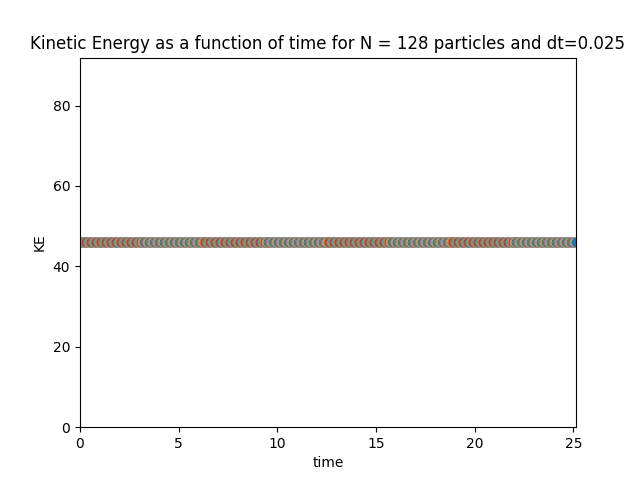 Kinetic Energy as a function of time for N = 128 particles and dt=0.025
80
60
KE
40
20
0
0 5 10 15 20 25
time